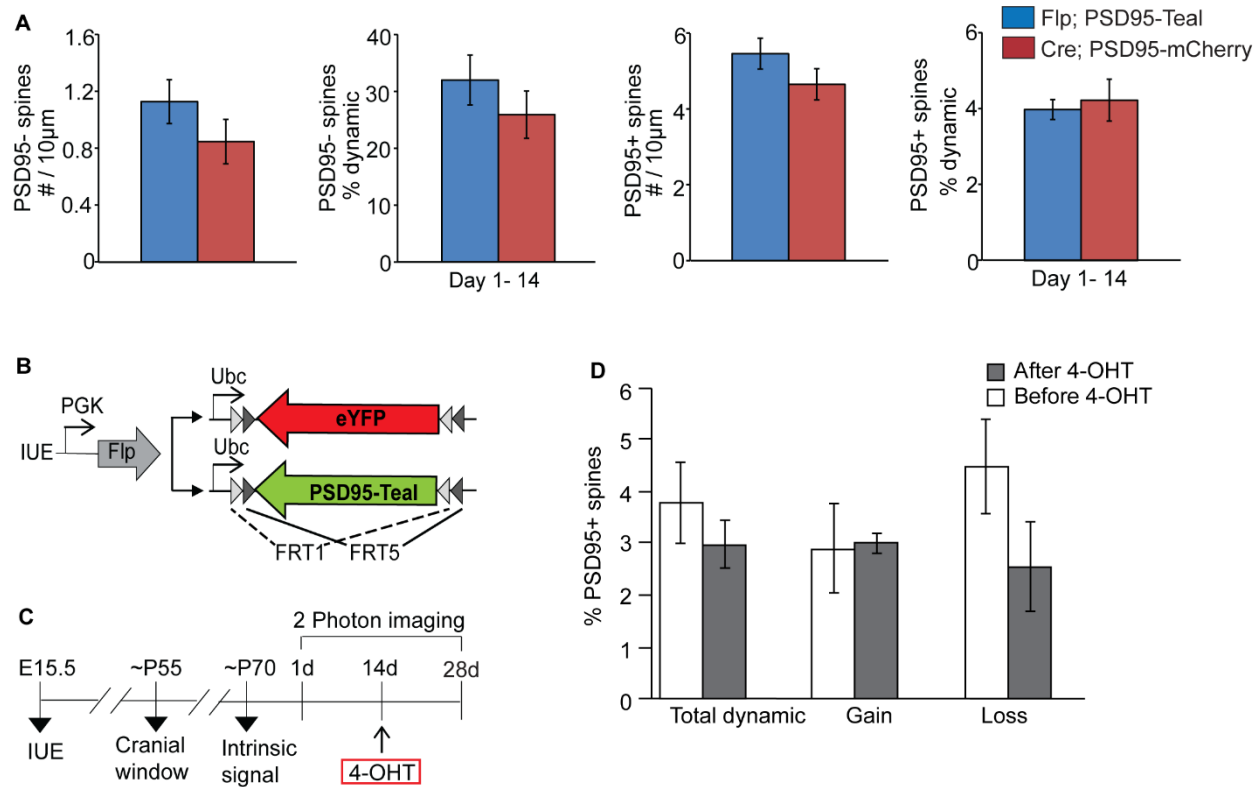 A
Flp; PSD95-Teal
Cre; PSD95-mCherry
PSD95- spines
# / 10µm
1.6
1.2
0.8
0.4
0
PSD95- spines
% dynamic
40
30
20
10
0
Day 1- 14
PSD95+ spines
# / 10µm
6
4
2
0
PSD95+ spines
% dynamic
6
4
2
0
Day 1- 14
B
IUE
PGK
Flp
Ubc
eYFP
Ubc
PSD95-Teal
FRT1
FRT5
C
2 Photon imaging
E15.5
~P55
~P70
1d
14d
28d
IUE
Cranial
window
Intrinsic
signal
4-OHT
D
After 4-OHT
Before 4-OHT
% PSD95+ spines
6
5
4
3
2
1
0
Total dynamic
Gain
Loss